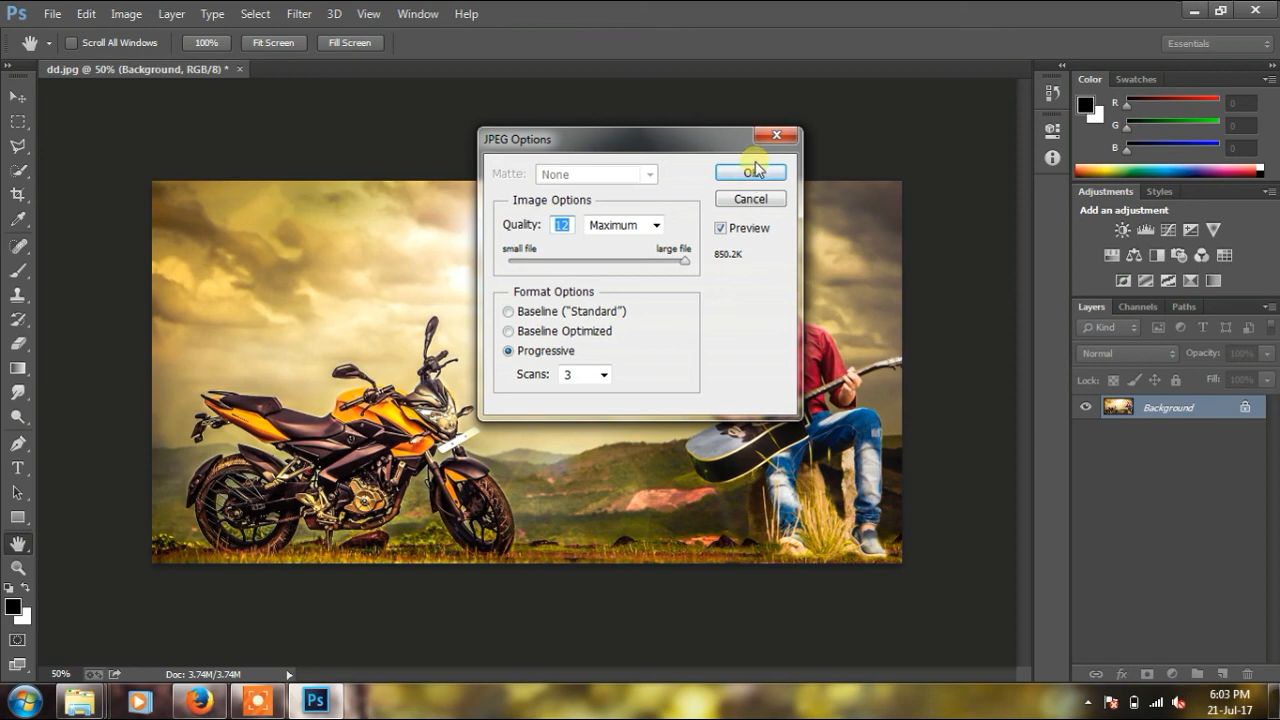 Ps File Edit Image Layer Type Select Filter 3D View Window Help
Scroll All Windows 100% Fit Screen Fill Screen Essentials
dd.jpg @ 50% (Background, RGB/8) * ×
Color Swatches
R 0
G 0
B 0
JPEG Options
Matte: None
Cancel
Image Options
Quality: 12 Maximum
Preview
small file large file
850.2K
Format Options
Baseline ("Standard")
Baseline Optimized
Progressive
Scans: 3
Adjustments Styles
Add an adjustment
Layers Channels Paths
Kind
Normal Opacity: 100%
Lock: Fill: 100%
Background
50% Doc: 3.74M/3.74M
Ps
6:03 PM
21-Jul-17